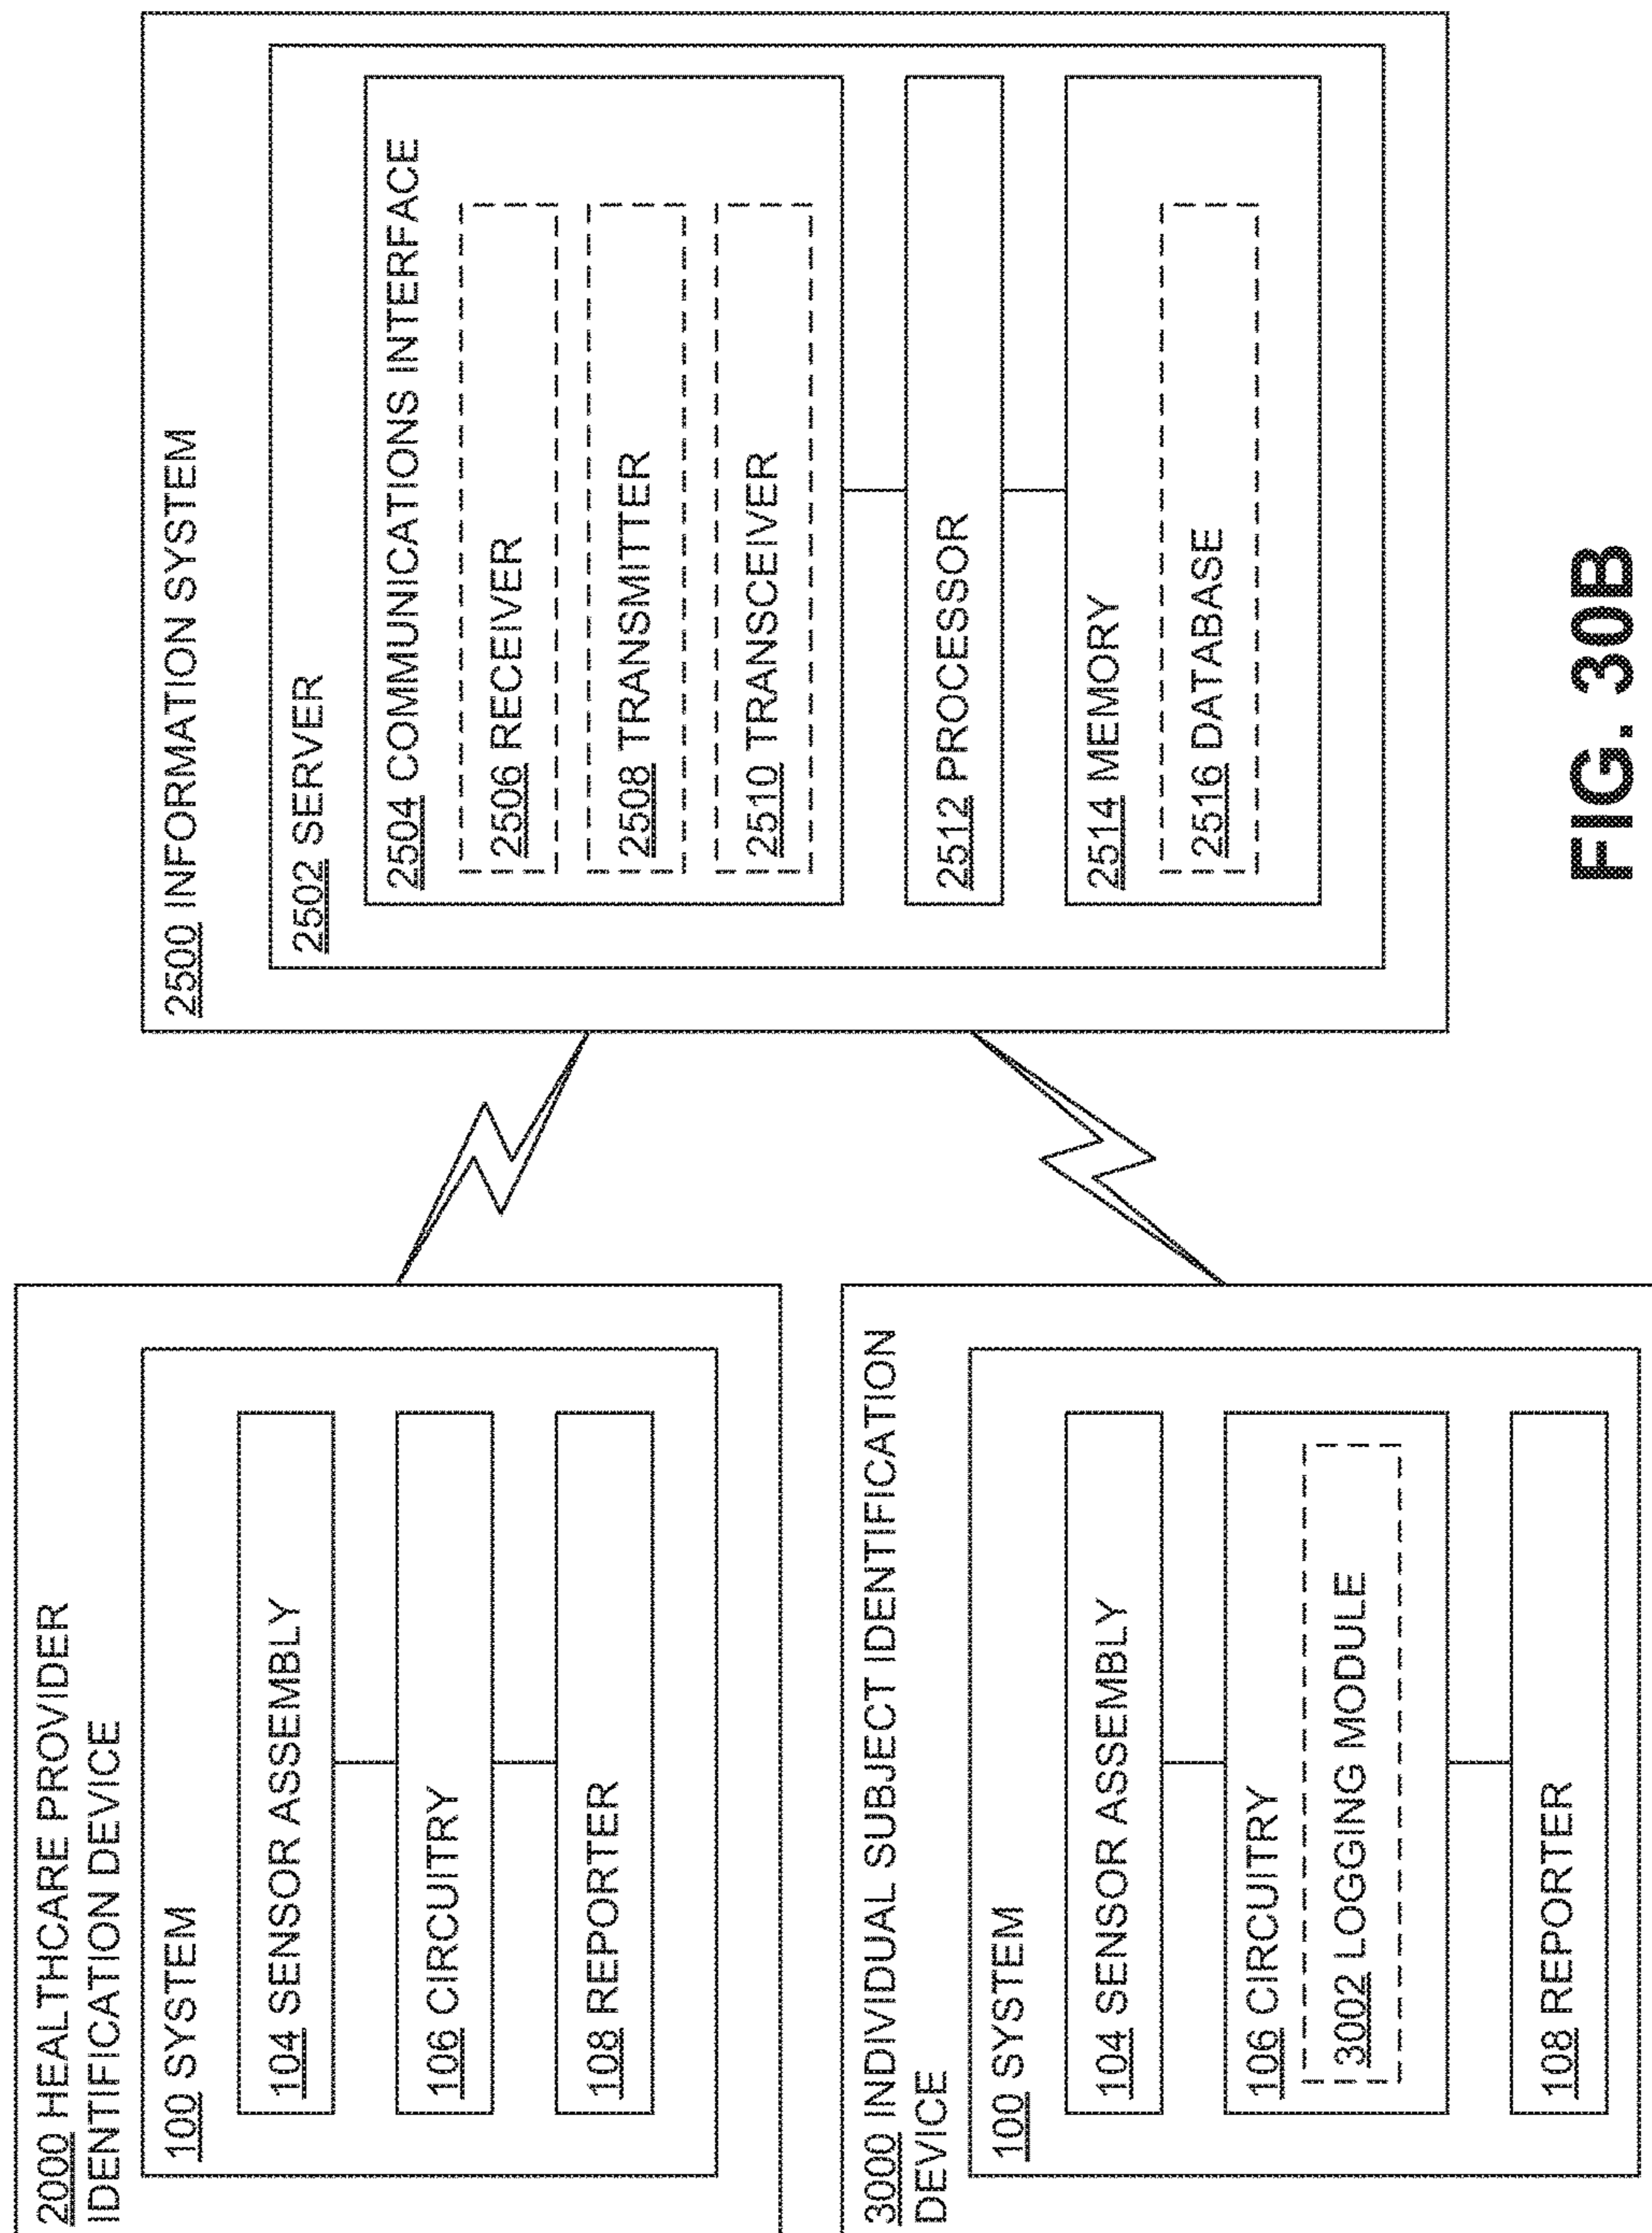 2000 HEALTHCARE PROVIDER
IDENTIFICATION DEVICE
100 SYSTEM
104 SENSOR ASSEMBLY
106 CIRCUITRY
108 REPORTER
3000 INDIVIDUAL SUBJECT IDENTIFICATION
DEVICE
100 SYSTEM
104 SENSOR ASSEMBLY
106 CIRCUITRY
3002 LOGGING MODULE
108 REPORTER
2500 INFORMATION SYSTEM
2502 SERVER
2504 COMMUNICATIONS INTERFACE
2506 RECEIVER
2508 TRANSMITTER
2510 TRANSCEIVER
2512 PROCESSOR
2514 MEMORY
2516 DATABASE
FIG. 30B